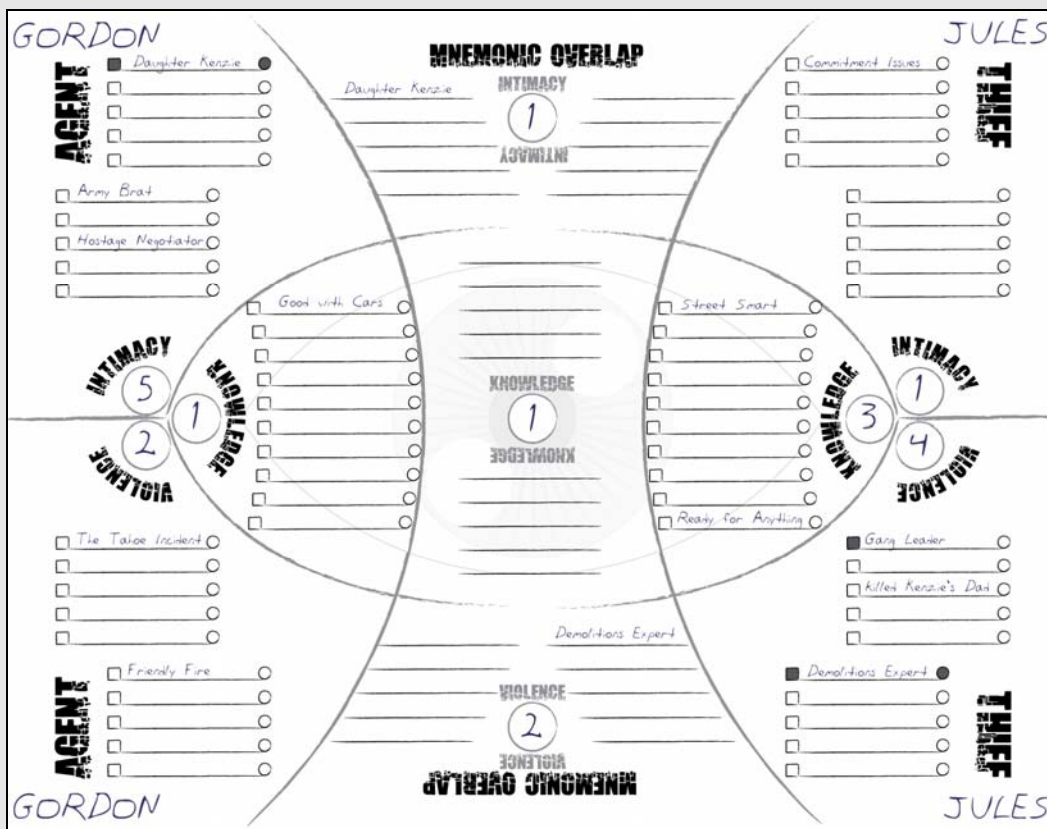 GORDON
JULES
MNEMONIC OVERLAP
AGENT
Daughter Kenzie
Daughter Kenzie
INTIMACY
1
INTIMACY
Commitment Issues
THIEF
Army Brat
Hostage Negotiator
Good with Cars
Street Smart
INTIMACY
5
KNOWLEDGE
1
2
VIOLENCE
KNOWLEDGE
1
KNOWLEDGE
KNOWLEDGE
3
INTIMACY
1
4
VIOLENCE
Ready for Anything
The Tahoe Incident
Gang Leader
Killed Kenzie's Dad
Demolitions Expert
AGENT
Friendly Fire
VIOLENCE
2
VIOLENCE
Demolitions Expert
THIEF
MNEMONIC OVERLAP
GORDON
JULES